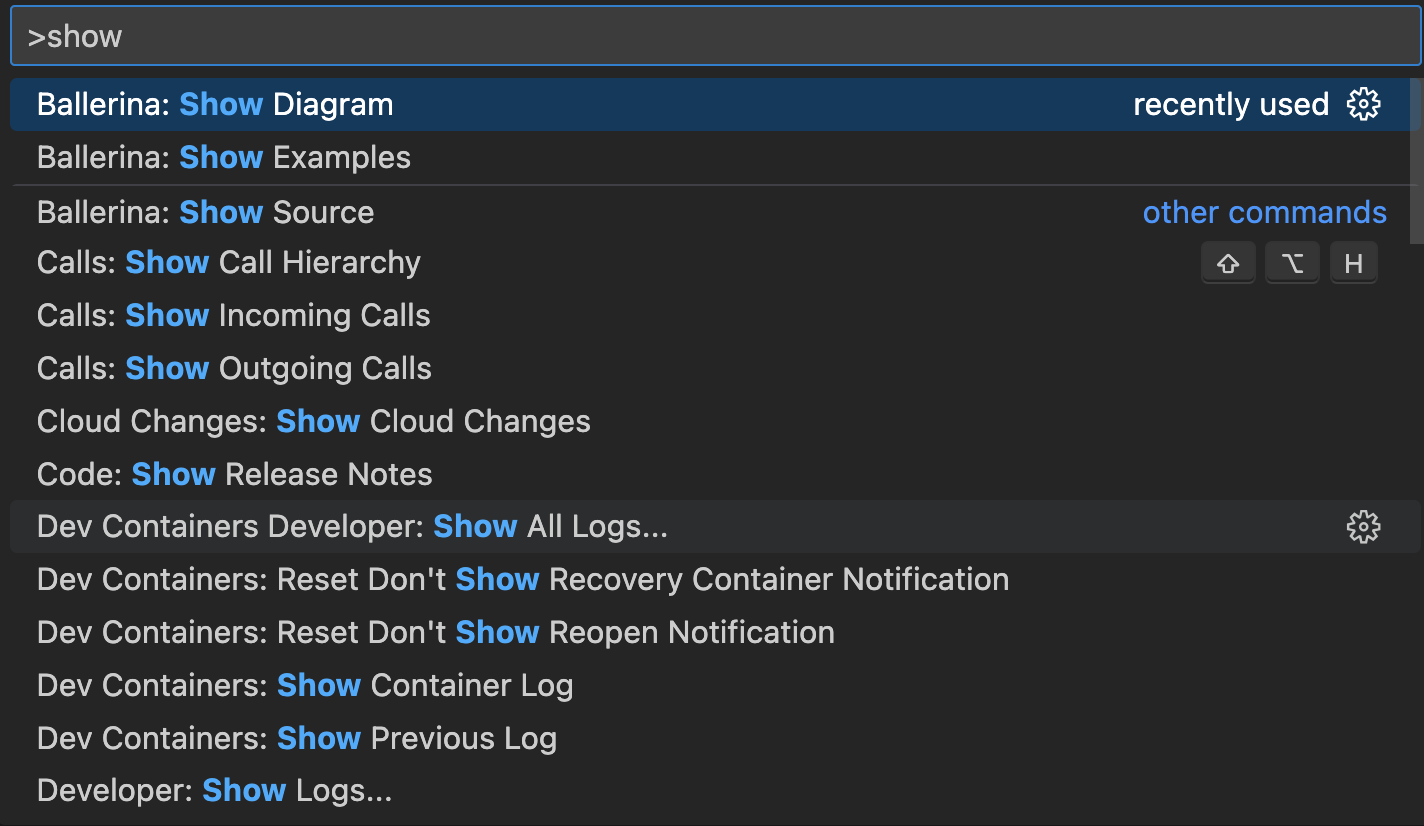 >show
Ballerina: Show Diagram recently used
Ballerina: Show Examples
Ballerina: Show Source other commands
Calls: Show Call Hierarchy ⇧ ⌥ H
Calls: Show Incoming Calls
Calls: Show Outgoing Calls
Cloud Changes: Show Cloud Changes
Code: Show Release Notes
Dev Containers Developer: Show All Logs...
Dev Containers: Reset Don't Show Recovery Container Notification
Dev Containers: Reset Don't Show Reopen Notification
Dev Containers: Show Container Log
Dev Containers: Show Previous Log
Developer: Show Logs...